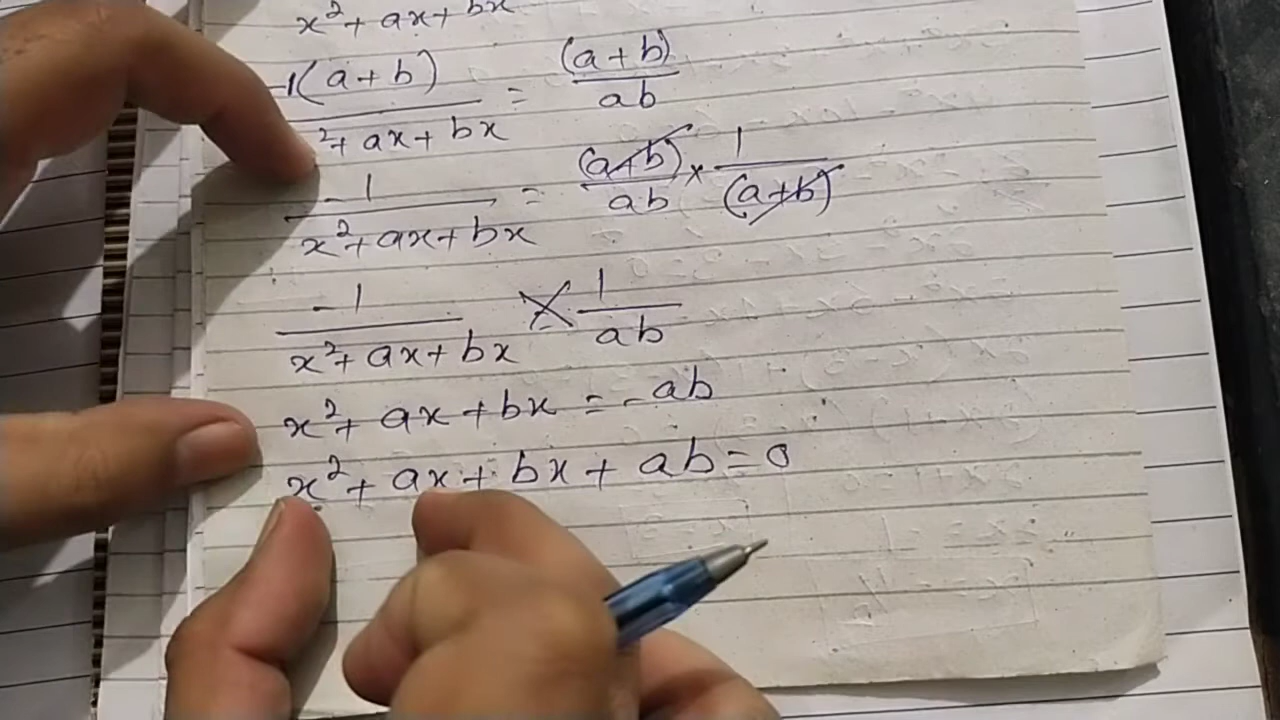 x² + ax + bx
-1(a+b) / ² + ax + bx = (a+b) / ab
-1 / x² + ax + bx = (a+b) / ab × 1 / (a+b)
-1 / x² + ax + bx = 1 / ab
x² + ax + bx = -ab
x² + ax + bx + ab = 0